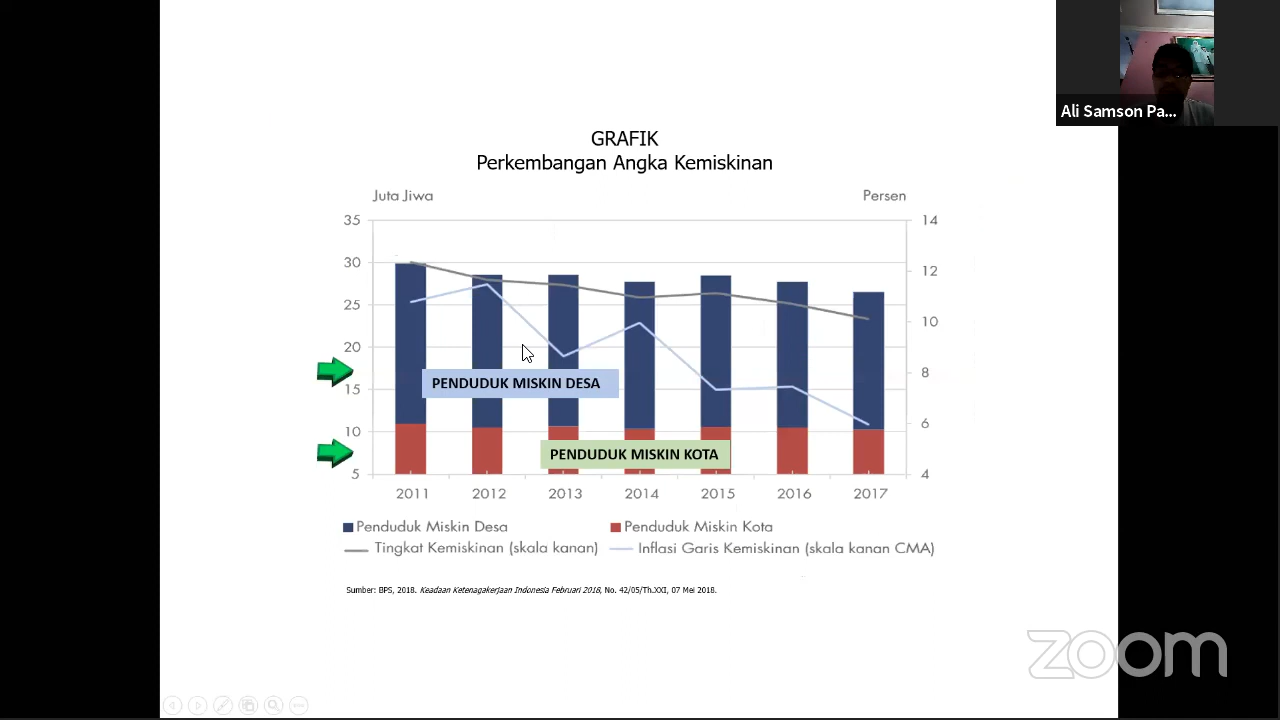 Ali Samson Pa...
GRAFIK
Perkembangan Angka Kemiskinan
Juta Jiwa
Persen
35
30
25
20
15
10
5
14
12
10
8
6
4
PENDUDUK MISKIN DESA
PENDUDUK MISKIN KOTA
2011 2012 2013 2014 2015 2016 2017
Penduduk Miskin Desa
Penduduk Miskin Kota
Tingkat Kemiskinan (skala kanan)
Inflasi Garis Kemiskinan (skala kanan CMA)
Sumber: BPS, 2018. Keadaan Ketenagakerjaan Indonesia Februari 2018, No. 42/05/Th.XXI, 07 Mei 2018.
zoom